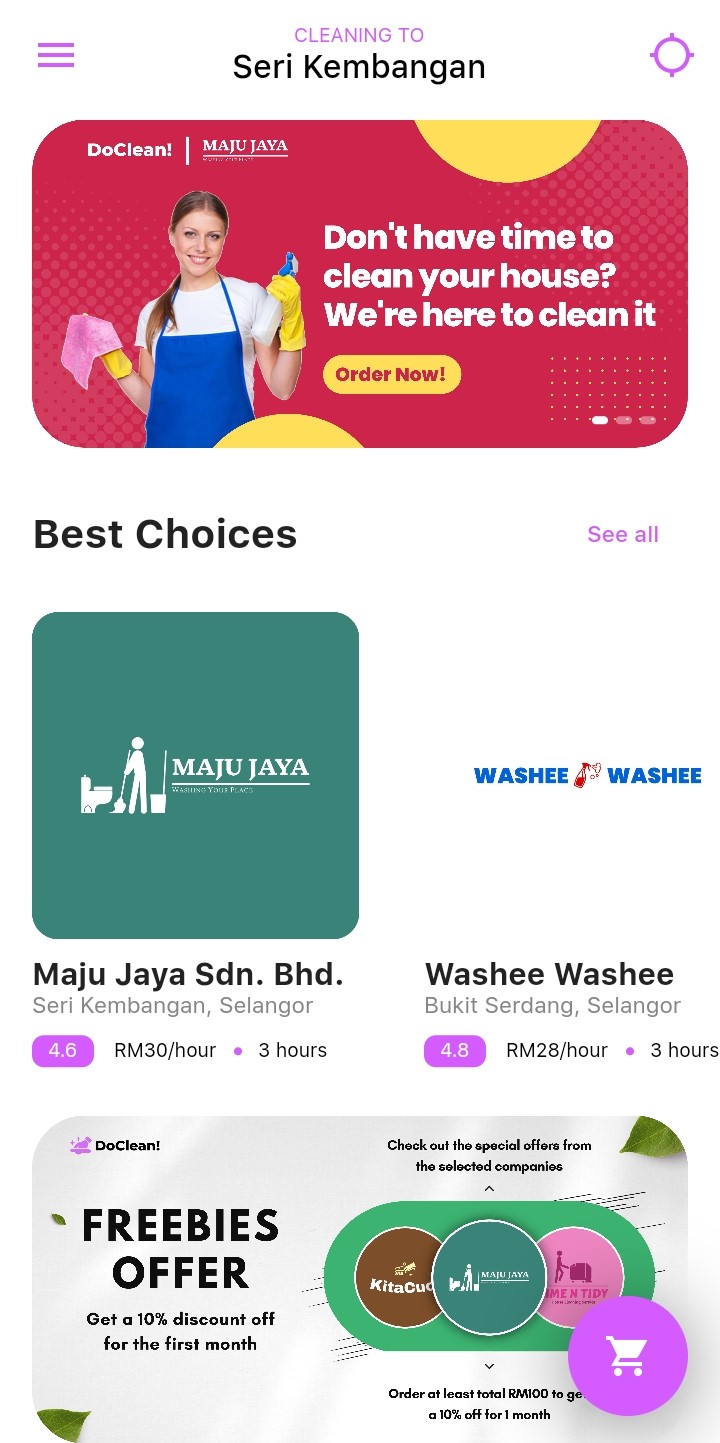 CLEANING TO
Seri Kembangan
DoClean!
MAJU JAYA
Don't have time to
clean your house?
We're here to clean it
Order Now!
Best Choices
See all
MAJU JAYA
WASHING YOUR PLACE
WASHEE WASHEE
Maju Jaya Sdn. Bhd.
Seri Kembangan, Selangor
4.6 RM30/hour • 3 hours
Washee Washee
Bukit Serdang, Selangor
4.8 RM28/hour • 3 hours
DoClean!
FREEBIES
OFFER
Get a 10% discount off
for the first month
Check out the special offers from
the selected companies
KitaCuc
MAJU JAYA
ME N TIDY
Order at least total RM100 to ge
a 10% off for 1 month